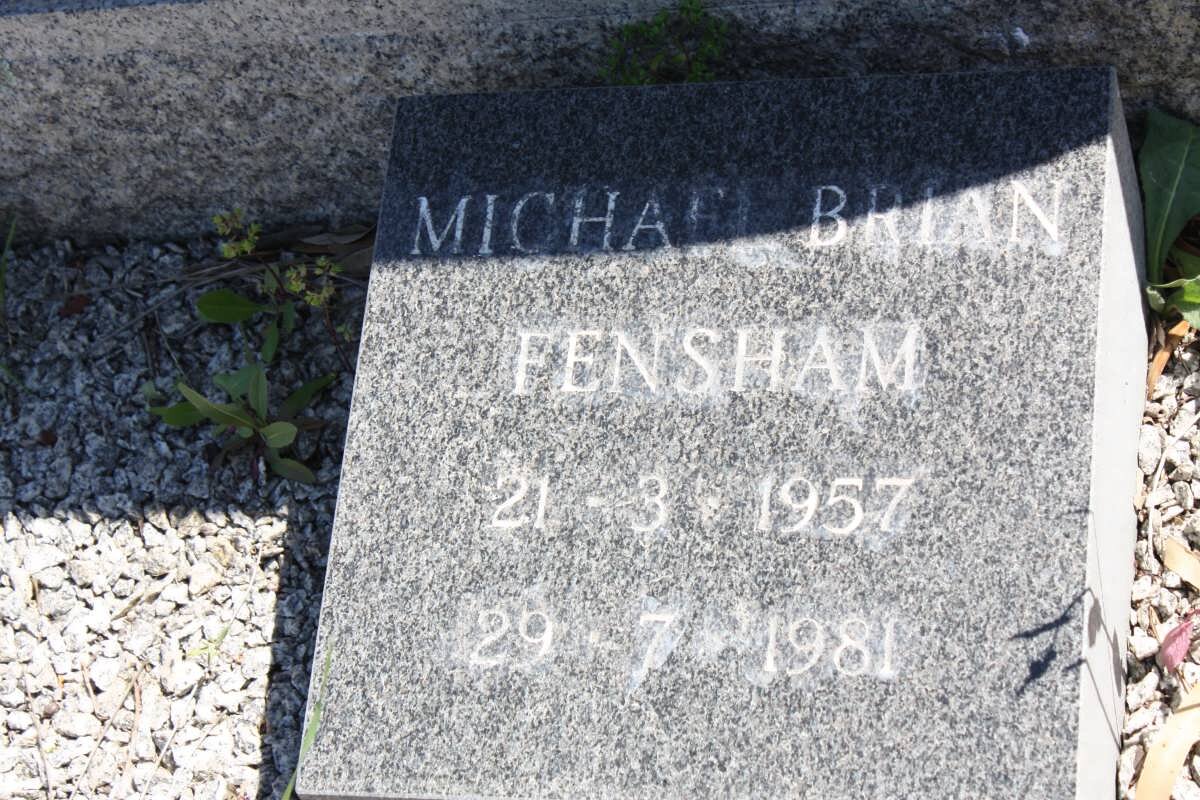 MICHAEL BRIAN
FENSHAM
21 - 3 - 1957
29 - 7 - 1981